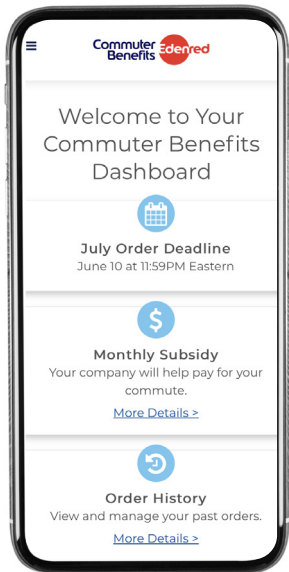 Commuter
Benefits
Edenred
Welcome to Your
Commuter Benefits
Dashboard
July Order Deadline
June 10 at 11:59PM Eastern
Monthly Subsidy
Your company will help pay for your
commute.
More Details >
Order History
View and manage your past orders.
More Details >